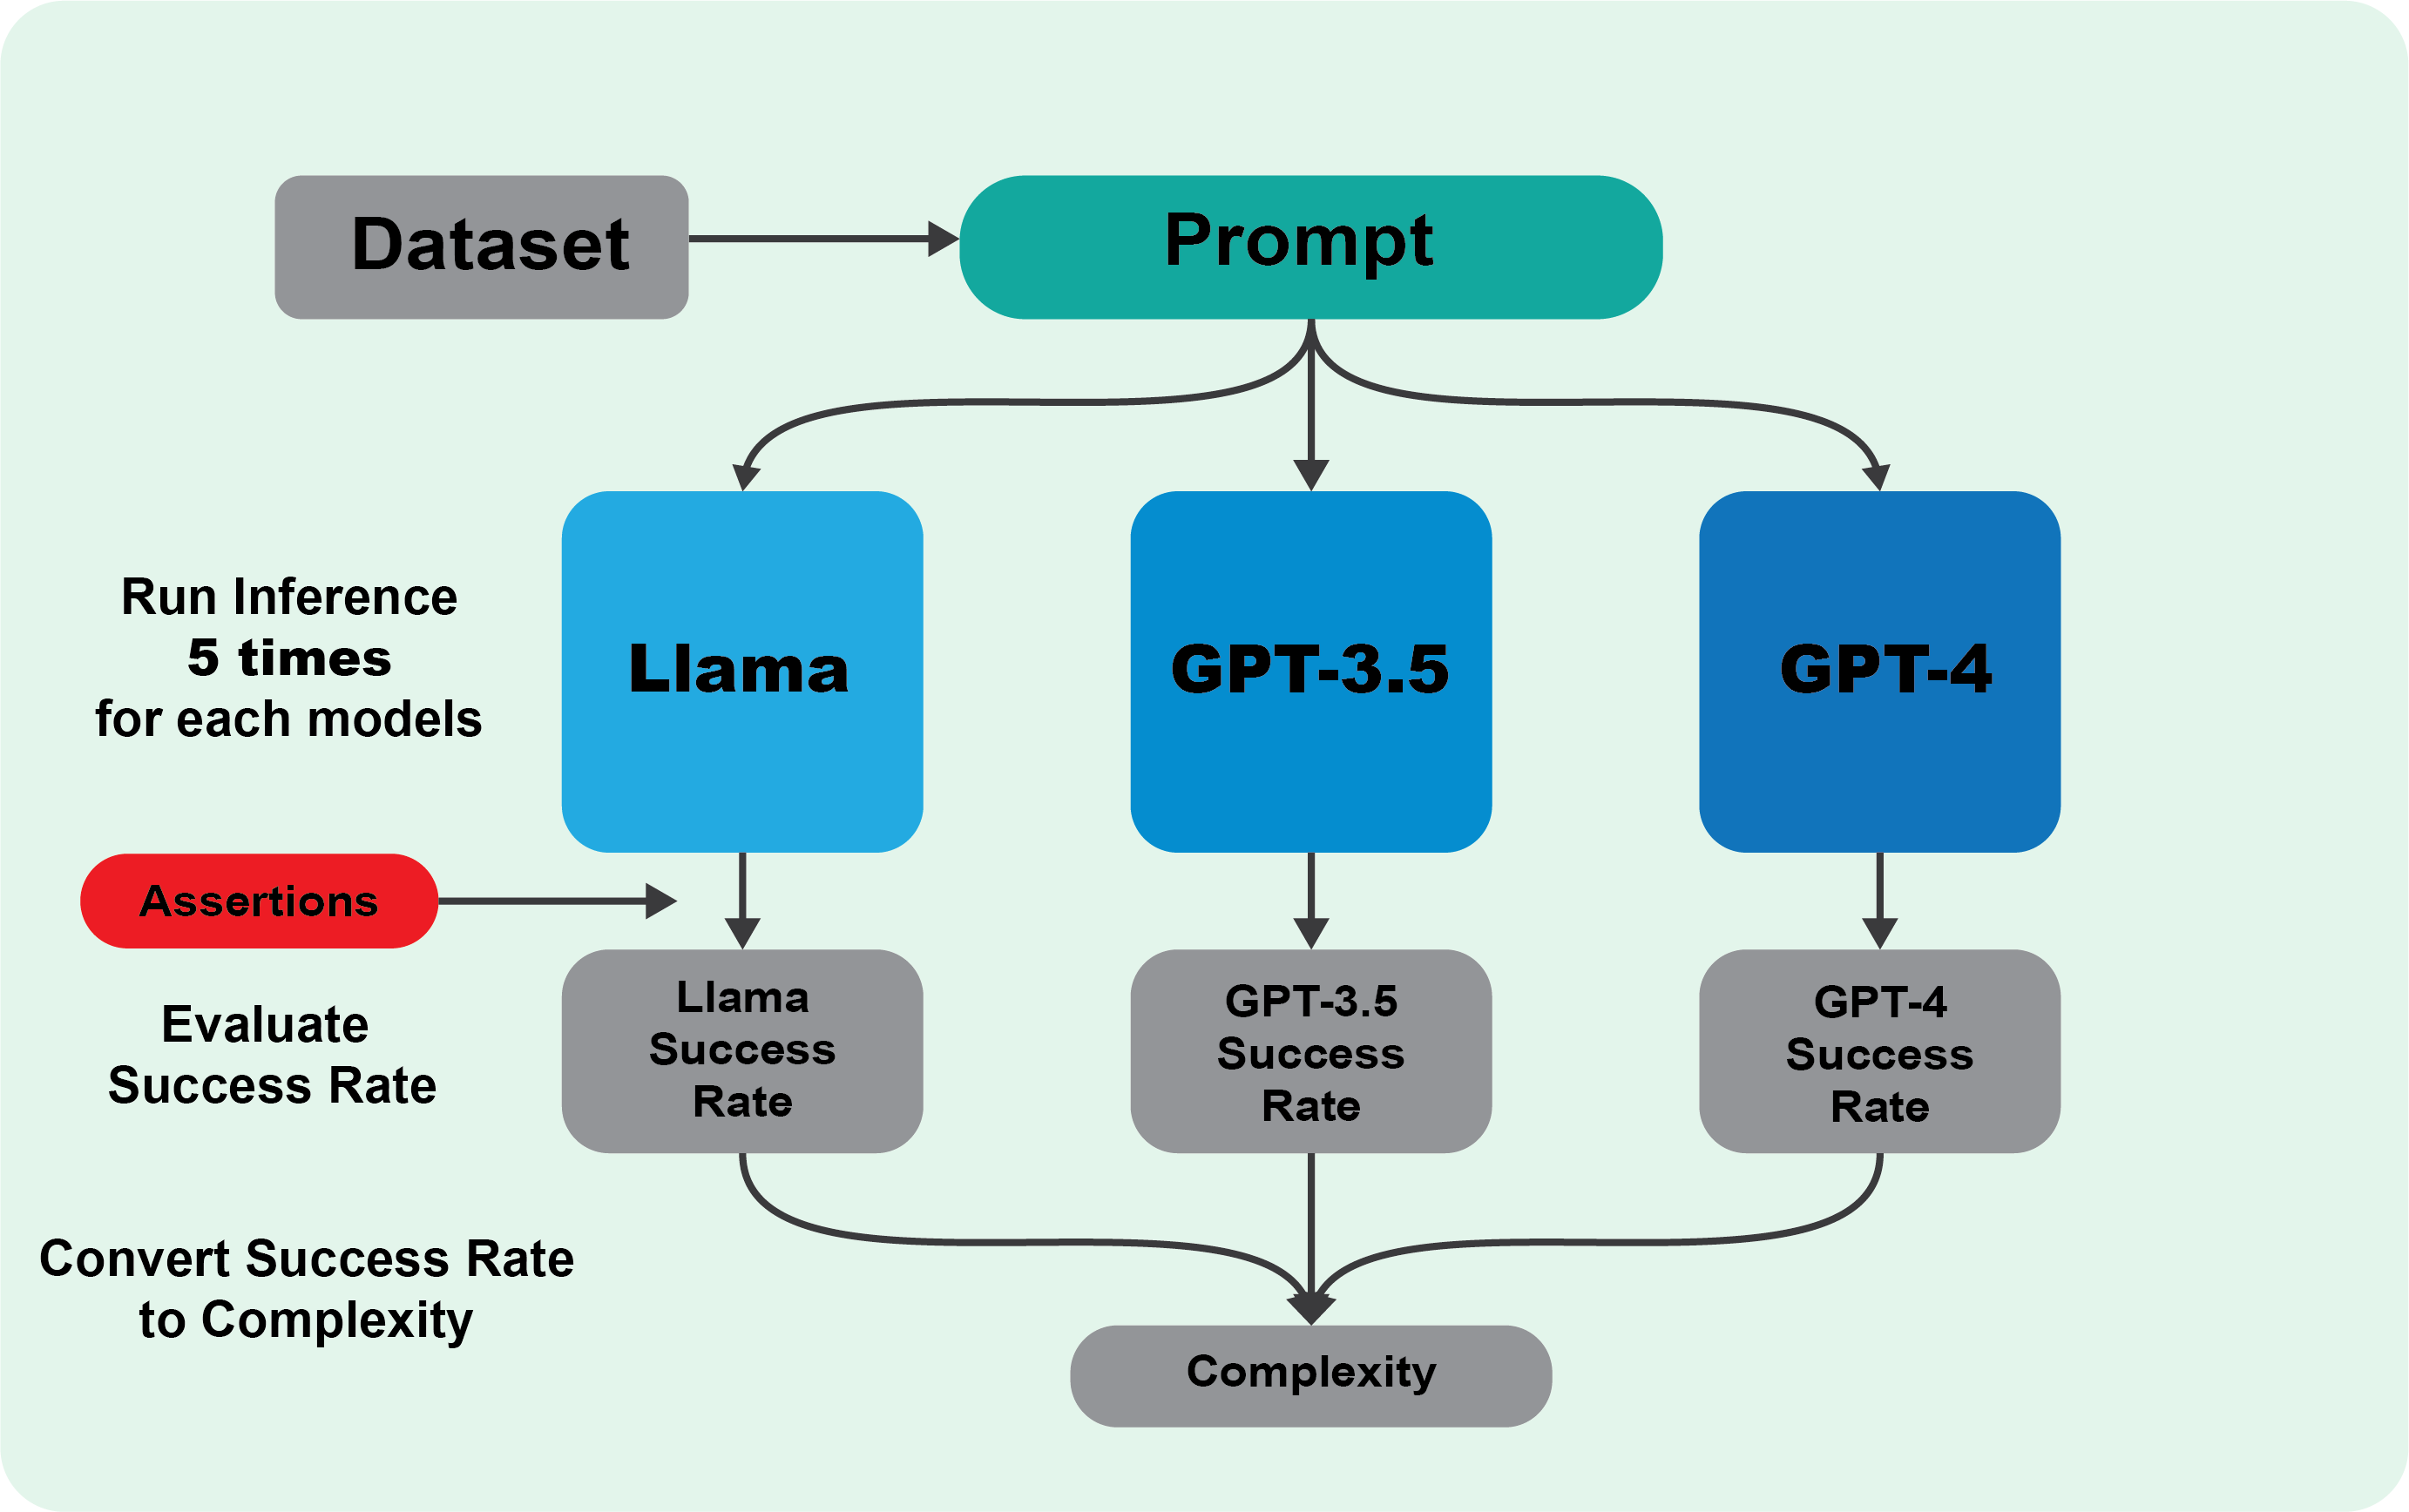 Dataset
Prompt
Run Inference
5 times
for each models
Llama
GPT-3.5
GPT-4
Assertions
Evaluate
Success Rate
Llama
Success
Rate
GPT-3.5
Success
Rate
GPT-4
Success
Rate
Convert Success Rate
to Complexity
Complexity